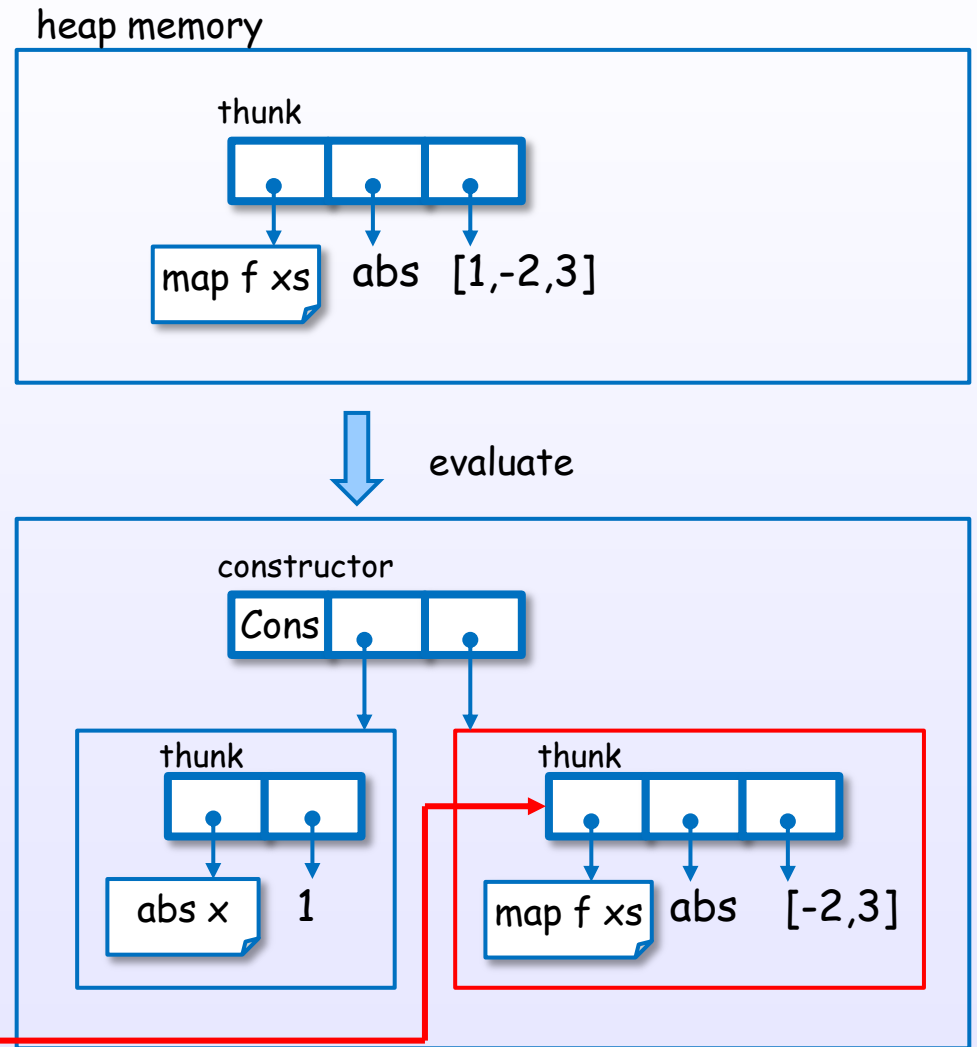 heap memory
thunk
map f xs abs [1,-2,3]
evaluate
constructor
Cons
thunk thunk
abs x 1 map f xs abs [-2,3]